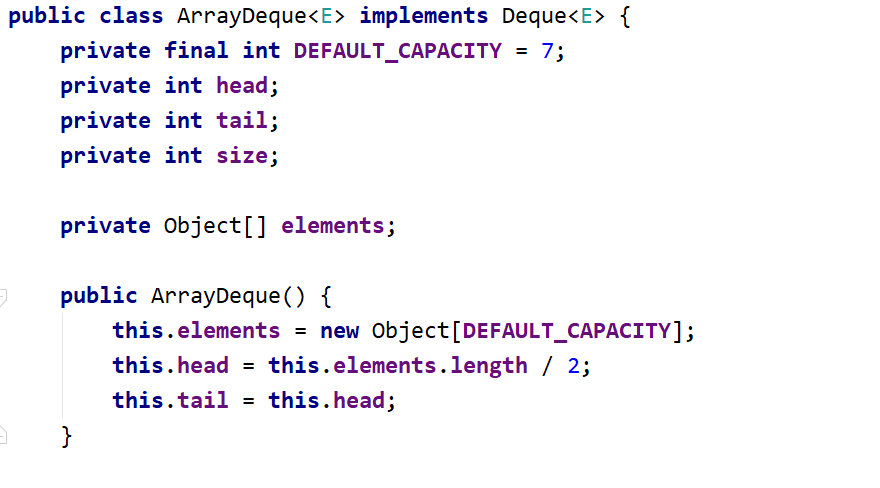 public class ArrayDeque<E> implements Deque<E> {
    private final int DEFAULT_CAPACITY = 7;
    private int head;
    private int tail;
    private int size;

    private Object[] elements;

    public ArrayDeque() {
        this.elements = new Object[DEFAULT_CAPACITY];
        this.head = this.elements.length / 2;
        this.tail = this.head;
    }